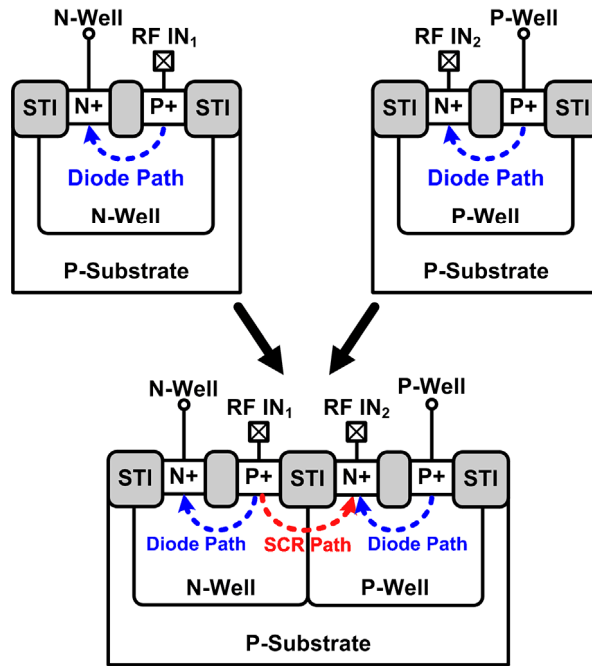 N-Well
RF IN₁
STI N+ P+ STI
Diode Path
N-Well
P-Substrate
P-Well
RF IN₂
STI N+ P+ STI
Diode Path
P-Well
P-Substrate
N-Well
RF IN₁
RF IN₂
P-Well
STI N+ P+ STI N+ P+ STI
Diode Path SCR Path Diode Path
N-Well P-Well
P-Substrate